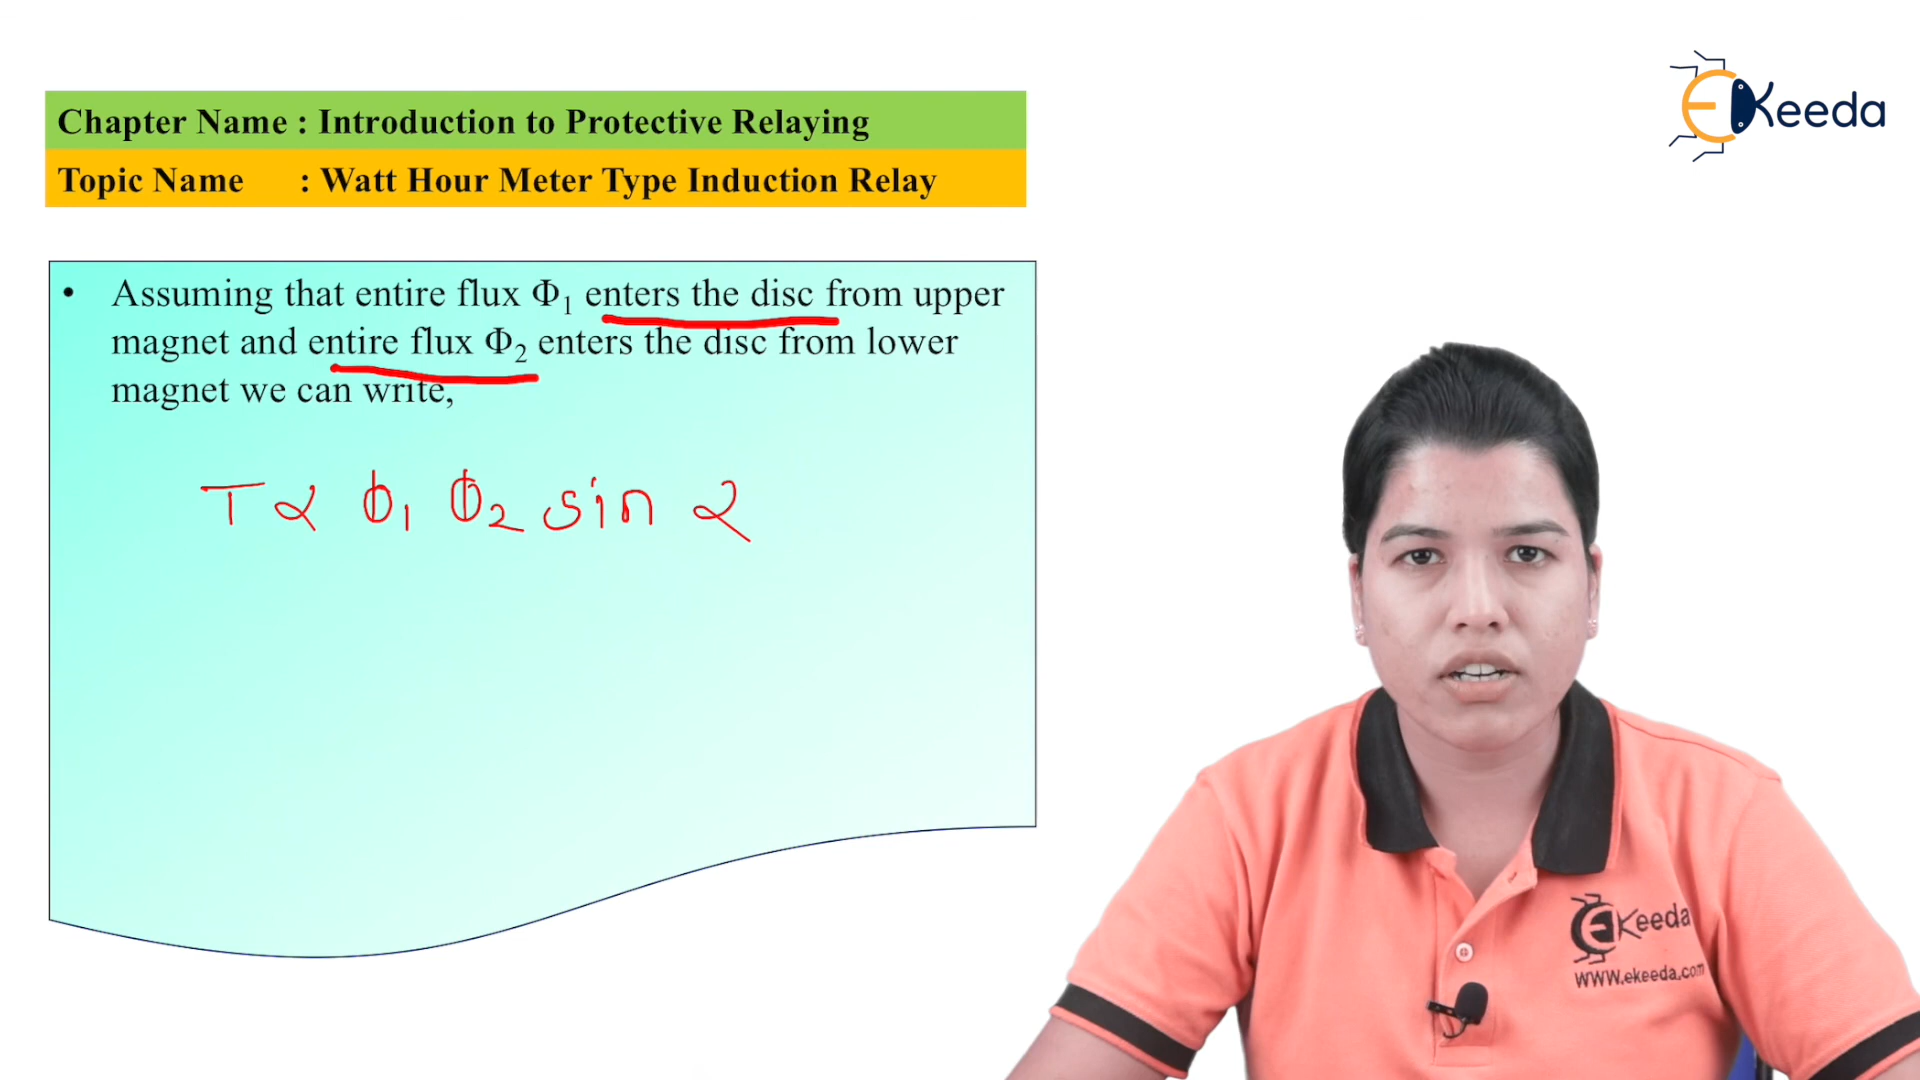 Keeda
Chapter Name : Introduction to Protective Relaying
Topic Name : Watt Hour Meter Type Induction Relay
• Assuming that entire flux Φ₁ enters the disc from upper
magnet and entire flux Φ₂ enters the disc from lower
magnet we can write,
T α Φ₁ Φ₂ sin α
Keeda
WWW.ekeeda.com